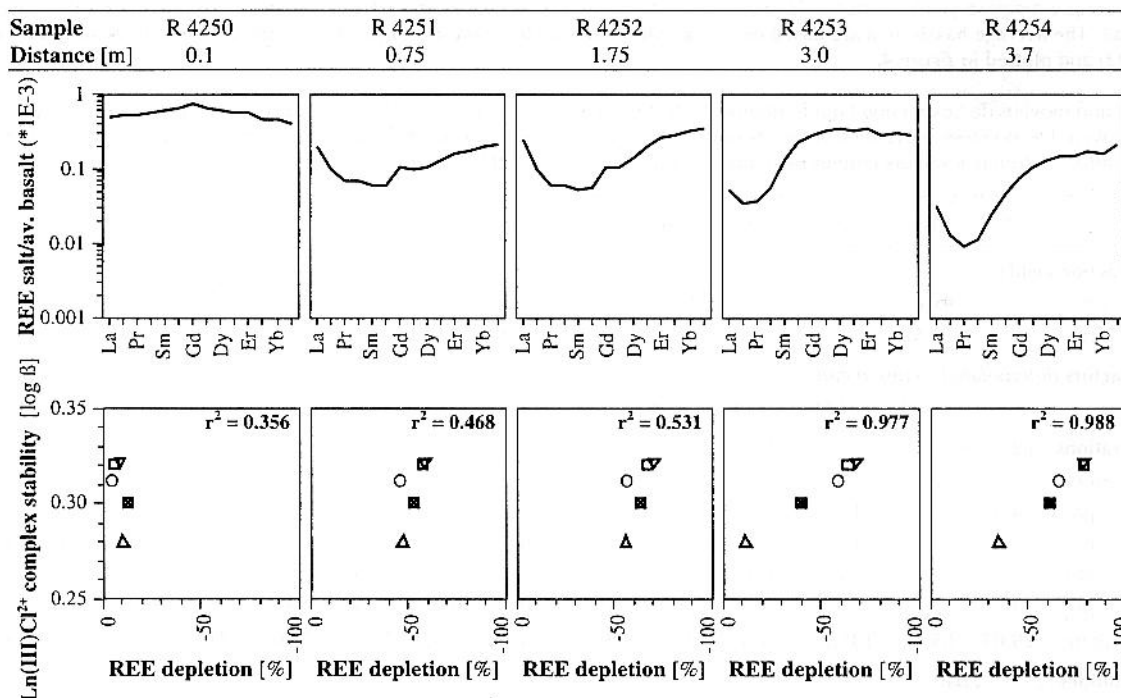 Sample R 4250 R 4251 R 4252 R 4253 R 4254
Distance [m] 0.1 0.75 1.75 3.0 3.7
REE salt/av. basalt (*1E-3)
1
0.1
0.01
0.001
La Pr Sm Gd Dy Er Yb La Pr Sm Gd Dy Er Yb La Pr Sm Gd Dy Er Yb La Pr Sm Gd Dy Er Yb La Pr Sm Gd Dy Er Yb
Ln(III)Cl²⁺ complex stability [log ß]
0.35
0.30
0.25
r² = 0.356 r² = 0.468 r² = 0.531 r² = 0.977 r² = 0.988
0 -50 -100 0 -50 -100 0 -50 -100 0 -50 -100 0 -50 -100
REE depletion [%] REE depletion [%] REE depletion [%] REE depletion [%] REE depletion [%]